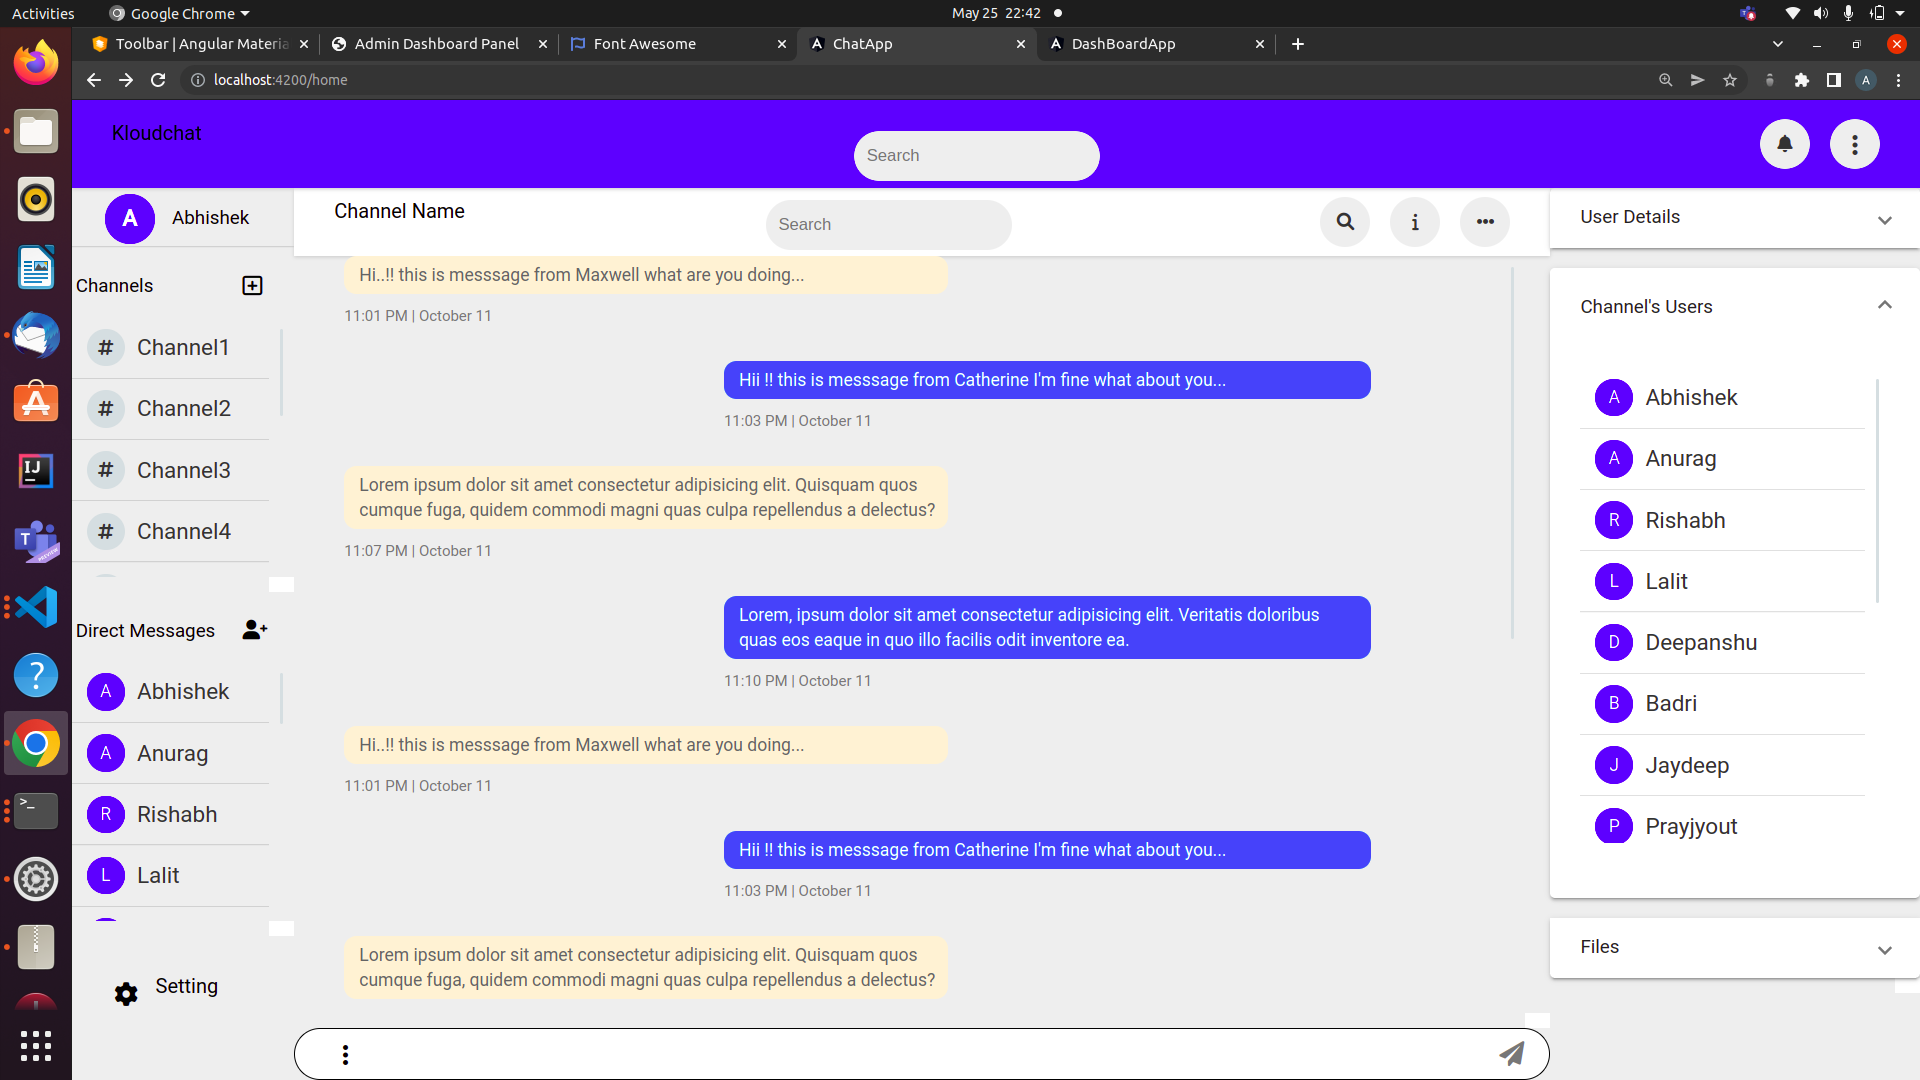 Activities
Google Chrome
May 25 22:42
Toolbar | Angular Materia
Admin Dashboard Panel
Font Awesome
ChatApp
DashBoardApp
localhost:4200/home
A
Kloudchat
Search
A
Abhishek
Channels
# Channel1
# Channel2
# Channel3
# Channel4
Direct Messages
A Abhishek
A Anurag
R Rishabh
L Lalit
Setting
Channel Name
Search
Hi..!! this is messsage from Maxwell what are you doing...
11:01 PM | October 11
Hii !! this is messsage from Catherine I'm fine what about you...
11:03 PM | October 11
Lorem ipsum dolor sit amet consectetur adipisicing elit. Quisquam quos
cumque fuga, quidem commodi magni quas culpa repellendus a delectus?
11:07 PM | October 11
Lorem, ipsum dolor sit amet consectetur adipisicing elit. Veritatis doloribus
quas eos eaque in quo illo facilis odit inventore ea.
11:10 PM | October 11
Hi..!! this is messsage from Maxwell what are you doing...
11:01 PM | October 11
Hii !! this is messsage from Catherine I'm fine what about you...
11:03 PM | October 11
Lorem ipsum dolor sit amet consectetur adipisicing elit. Quisquam quos
cumque fuga, quidem commodi magni quas culpa repellendus a delectus?
User Details
Channel's Users
A Abhishek
A Anurag
R Rishabh
L Lalit
D Deepanshu
B Badri
J Jaydeep
P Prayjyout
Files